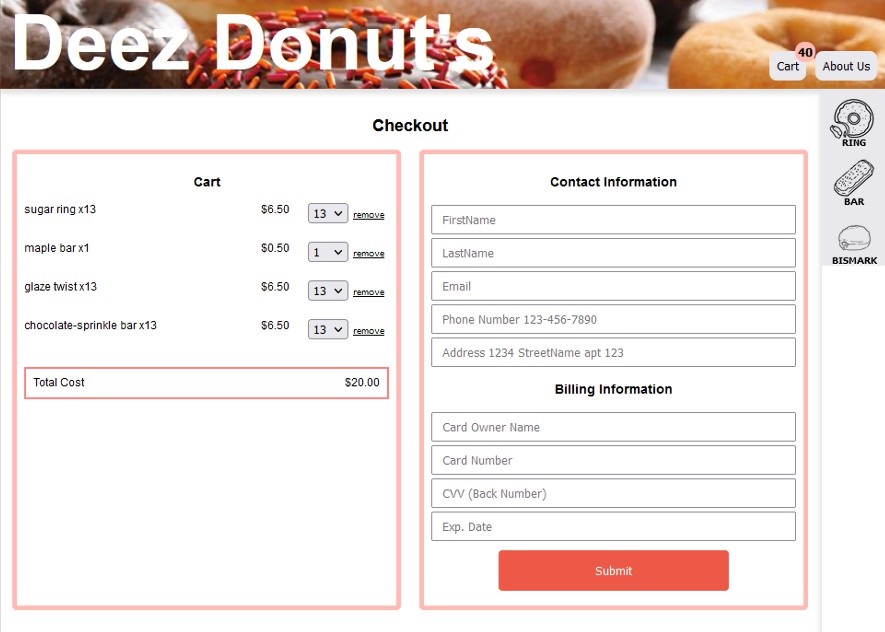 Deez Donut's
40
Cart
About Us
RING
BAR
BISMARK
Checkout
Cart
sugar ring x13 $6.50 13 remove
maple bar x1 $0.50 1 remove
glaze twist x13 $6.50 13 remove
chocolate-sprinkle bar x13 $6.50 13 remove
Total Cost $20.00
Contact Information
FirstName
LastName
Email
Phone Number 123-456-7890
Address 1234 StreetName apt 123
Billing Information
Card Owner Name
Card Number
CVV (Back Number)
Exp. Date
Submit